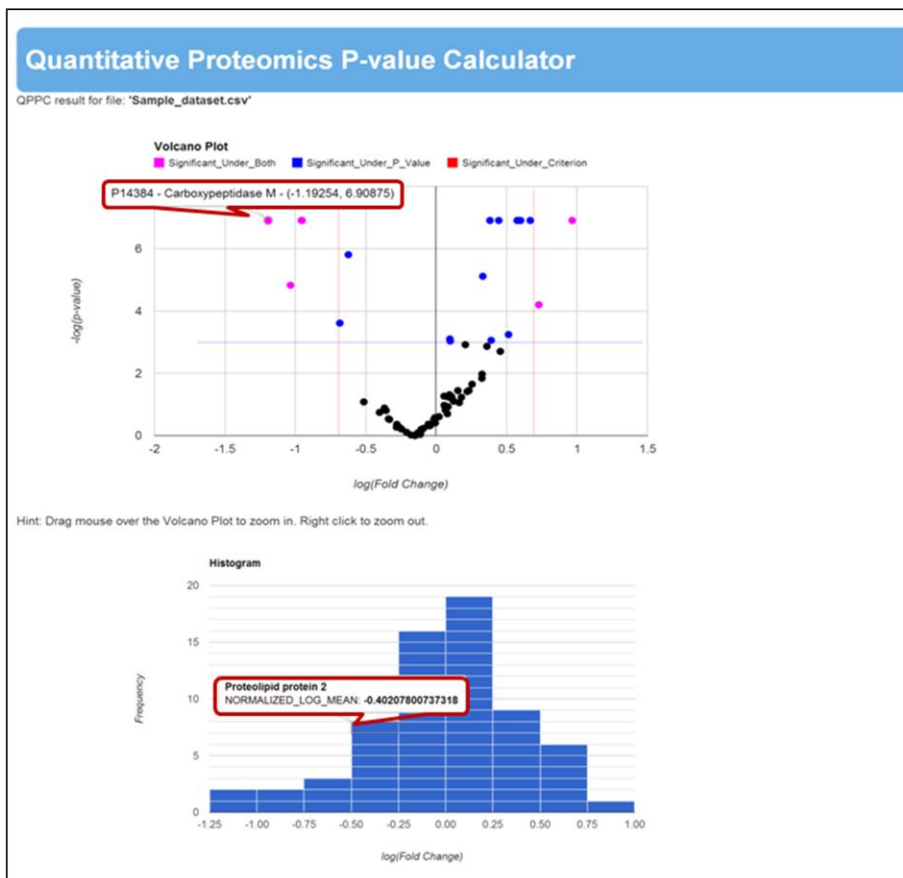 Quantitative Proteomics P-value Calculator
QPPC result for file: 'Sample_dataset.csv'
Volcano Plot
Significant_Under_Both Significant_Under_P_Value Significant_Under_Criterion
P14384 - Carboxypeptidase M - (-1.19254, 6.90875)
6
4
2
0
-log(p-value)
-2 -1.5 -1 -0.5 0 0.5 1 1.5
log(Fold Change)
Hint: Drag mouse over the Volcano Plot to zoom in. Right click to zoom out.
Histogram
20
15
10
5
0
Frequency
Proteolipid protein 2
NORMALIZED_LOG_MEAN: -0.40207800737318
-1.25 -1.00 -0.75 -0.50 -0.25 0.00 0.25 0.50 0.75 1.00
log(Fold Change)